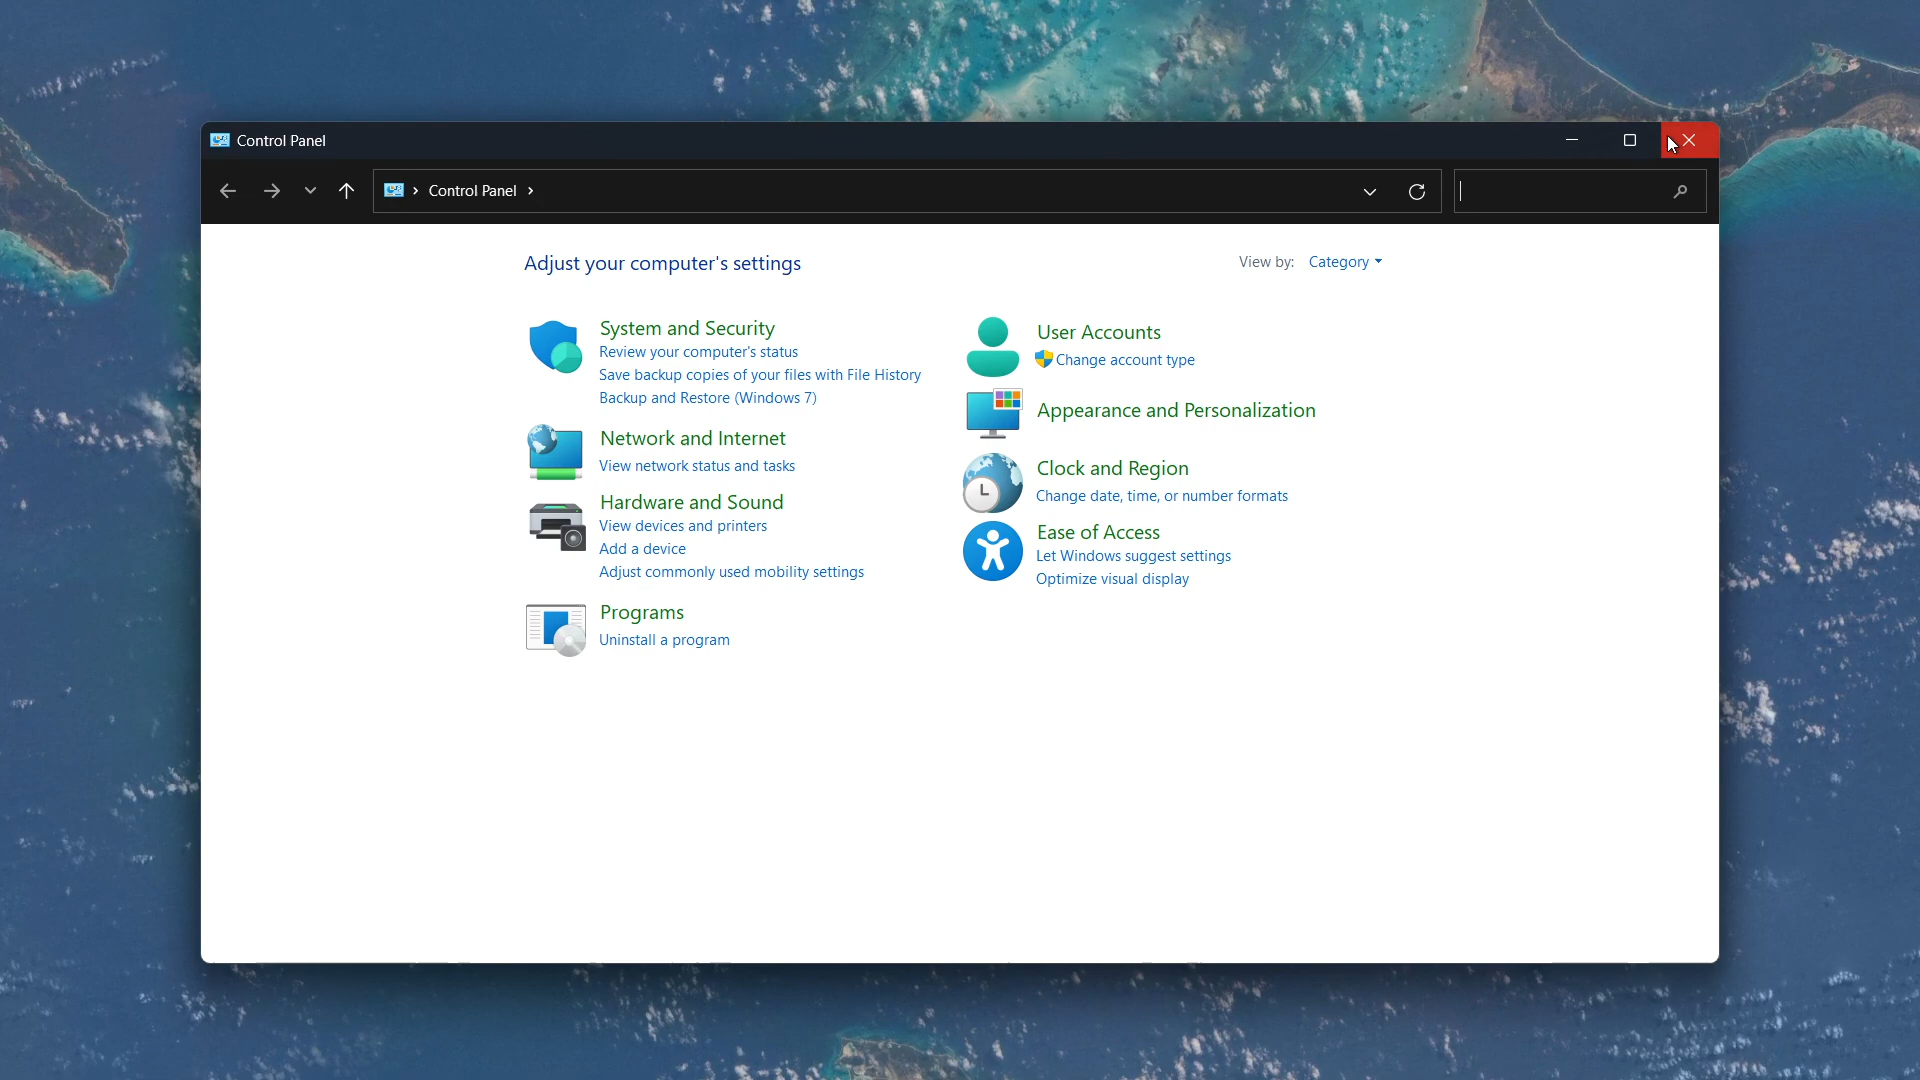 Control Panel
Control Panel
Adjust your computer's settings
View by: Category
System and Security
Review your computer's status
Save backup copies of your files with File History
Backup and Restore (Windows 7)
Network and Internet
View network status and tasks
Hardware and Sound
View devices and printers
Add a device
Adjust commonly used mobility settings
Programs
Uninstall a program
User Accounts
Change account type
Appearance and Personalization
Clock and Region
Change date, time, or number formats
Ease of Access
Let Windows suggest settings
Optimize visual display